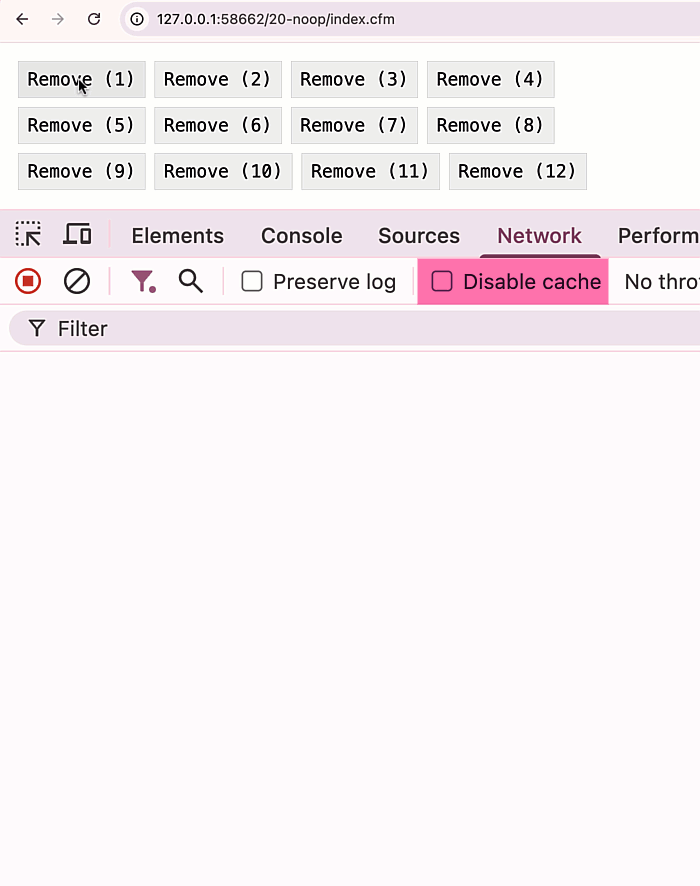 127.0.0.1:58662/20-noop/index.cfm
Remove (1) Remove (2) Remove (3) Remove (4)
Remove (5) Remove (6) Remove (7) Remove (8)
Remove (9) Remove (10) Remove (11) Remove (12)
Elements Console Sources Network Perform
Preserve log Disable cache No thro
Filter